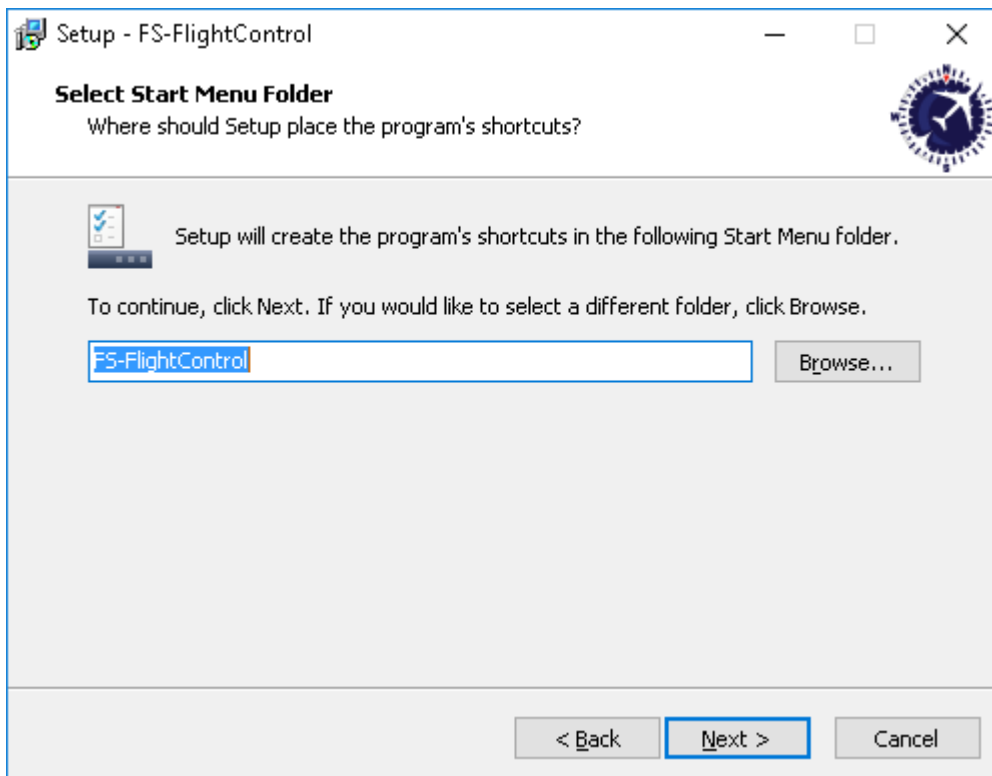 Setup - FS-FlightControl
Select Start Menu Folder
Where should Setup place the program's shortcuts?
N
W
S
Setup will create the program's shortcuts in the following Start Menu folder.
To continue, click Next. If you would like to select a different folder, click Browse.
FS-FlightControl
Browse...
< Back
Next >
Cancel